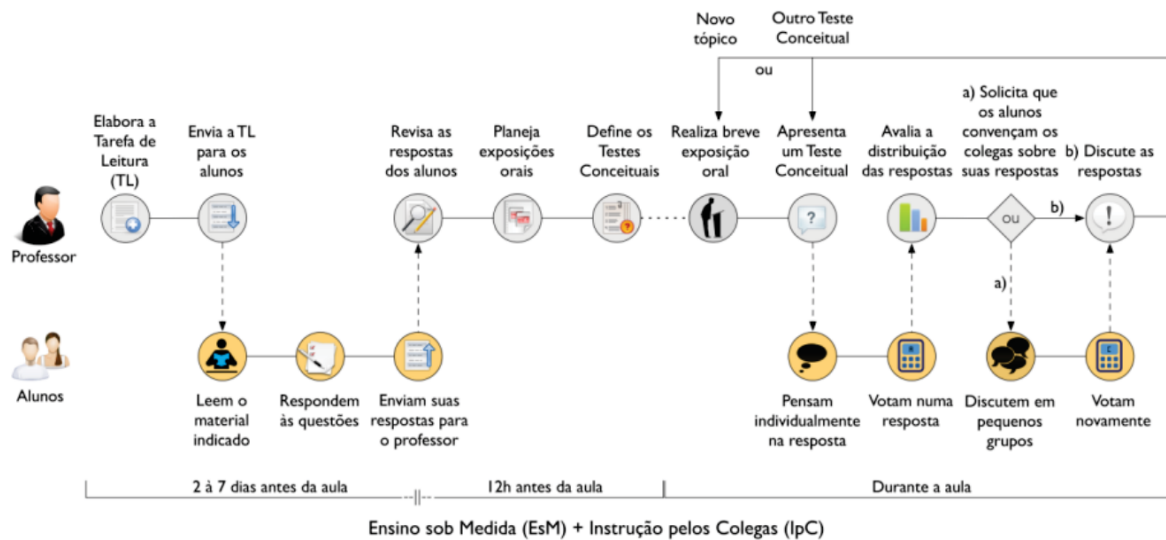 Novo
tópico
Outro Teste
Conceitual
ou
Elabora a
Tarefa de
Leitura
(TL)
Envia a TL
para os
alunos
Revisa as
respostas
dos alunos
Planeja
exposições
orais
Define os
Testes
Conceituais
Realiza breve
exposição
oral
Apresenta
um Teste
Conceitual
Avalia a
distribuição
das respostas
a) Solicita que
os alunos
convençam os
colegas sobre
suas respostas
b) Discute as
respostas
Professor
?
ou
b)
!
a)
Alunos
Leem o
material
indicado
Respondem
às questões
Enviam suas
respostas para
o professor
Pensam
individualmente
na resposta
Votam numa
resposta
Discutem em
pequenos
grupos
Votam
novamente
2 à 7 dias antes da aula
12h antes da aula
Durante a aula
Ensino sob Medida (EsM) + Instrução pelos Colegas (IpC)